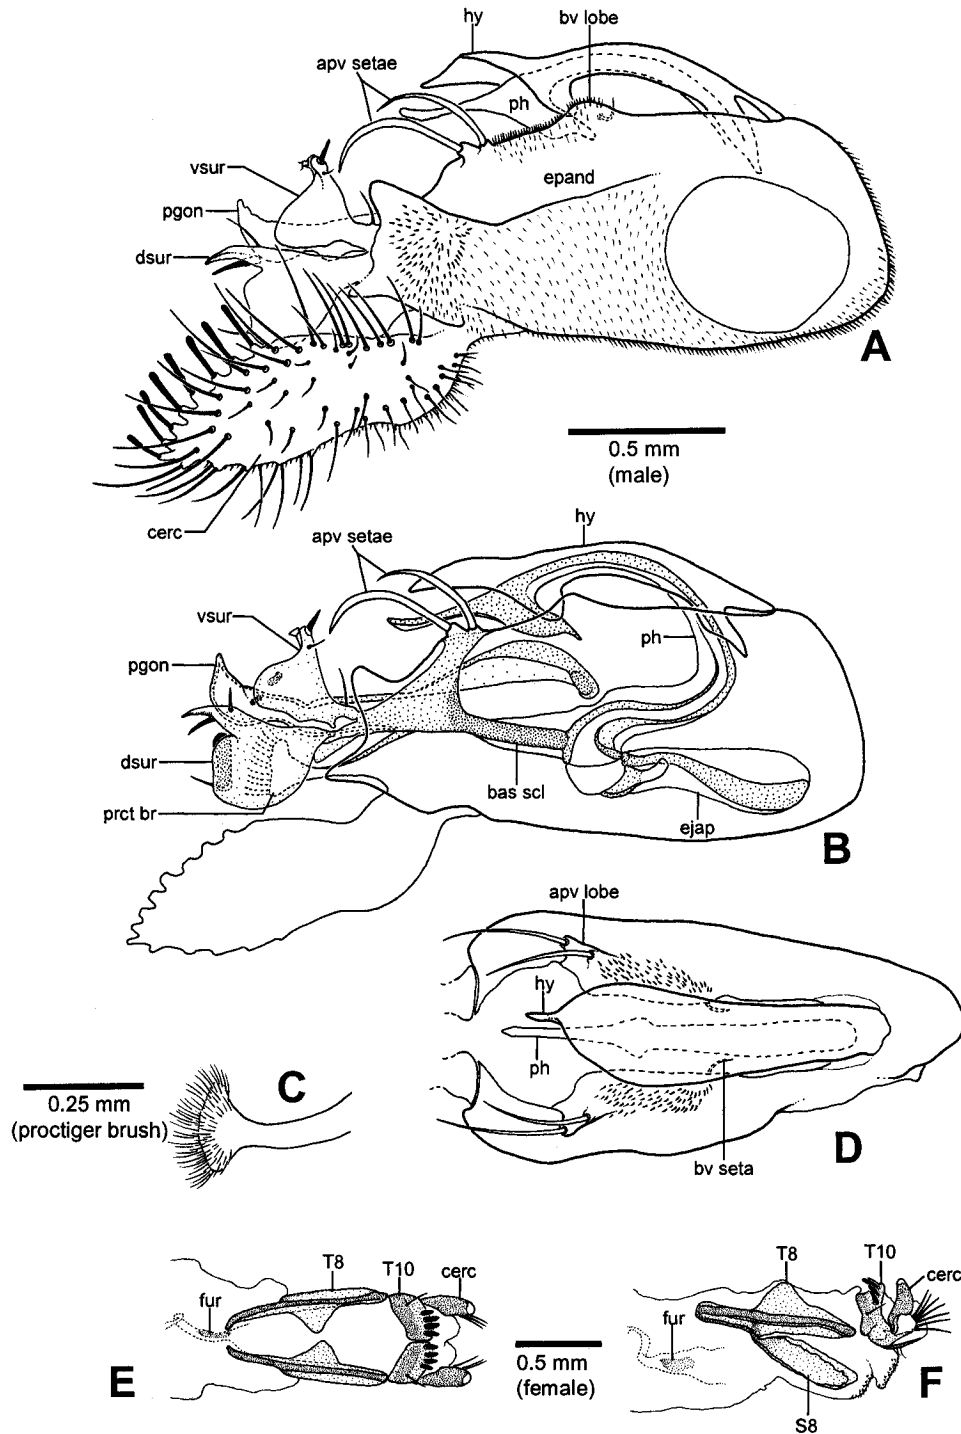 hy
bv lobe
apv setae
ph
vsur
epand
pgon
dsur
A
0.5 mm
(male)
cerc
hy
apv setae
vsur
ph
pgon
dsur
bas scl
prct br
ejap
B
apv lobe
hy
C
0.25 mm
(proctiger brush)
ph
D
bv seta
T8
T10
cerc
fur
E
0.5 mm
(female)
T8
T10
cerc
fur
F
S8